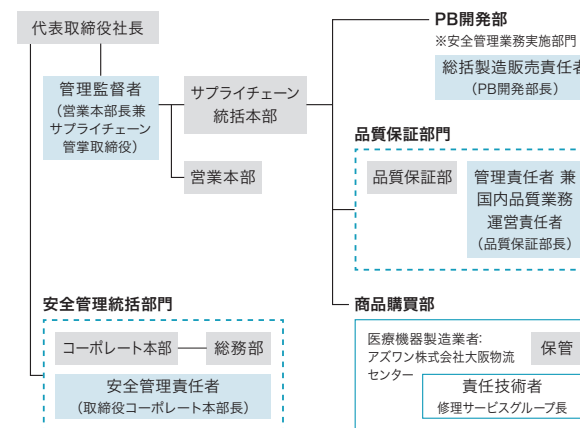 代表取締役社長
管理監督者
（営業本部長兼
サプライチェーン
管掌取締役）
サプライチェーン
統括本部
営業本部
PB開発部
※安全管理業務実施部門
総括製造販売責任者
（PB開発部長）
品質保証部門
品質保証部
管理責任者 兼
国内品質業務
運営責任者
（品質保証部長）
安全管理統括部門
コーポレート本部
総務部
安全管理責任者
（取締役コーポレート本部長）
商品購買部
医療機器製造業者:
アズワン株式会社大阪物流
センター
保管
責任技術者
修理サービスグループ長